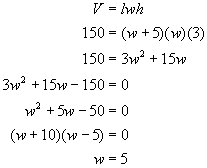 V = lwh
150 = (w + 5)(w)(3)
150 = 3w² + 15w
3w² + 15w − 150 = 0
w² + 5w − 50 = 0
(w + 10)(w − 5) = 0
w = 5